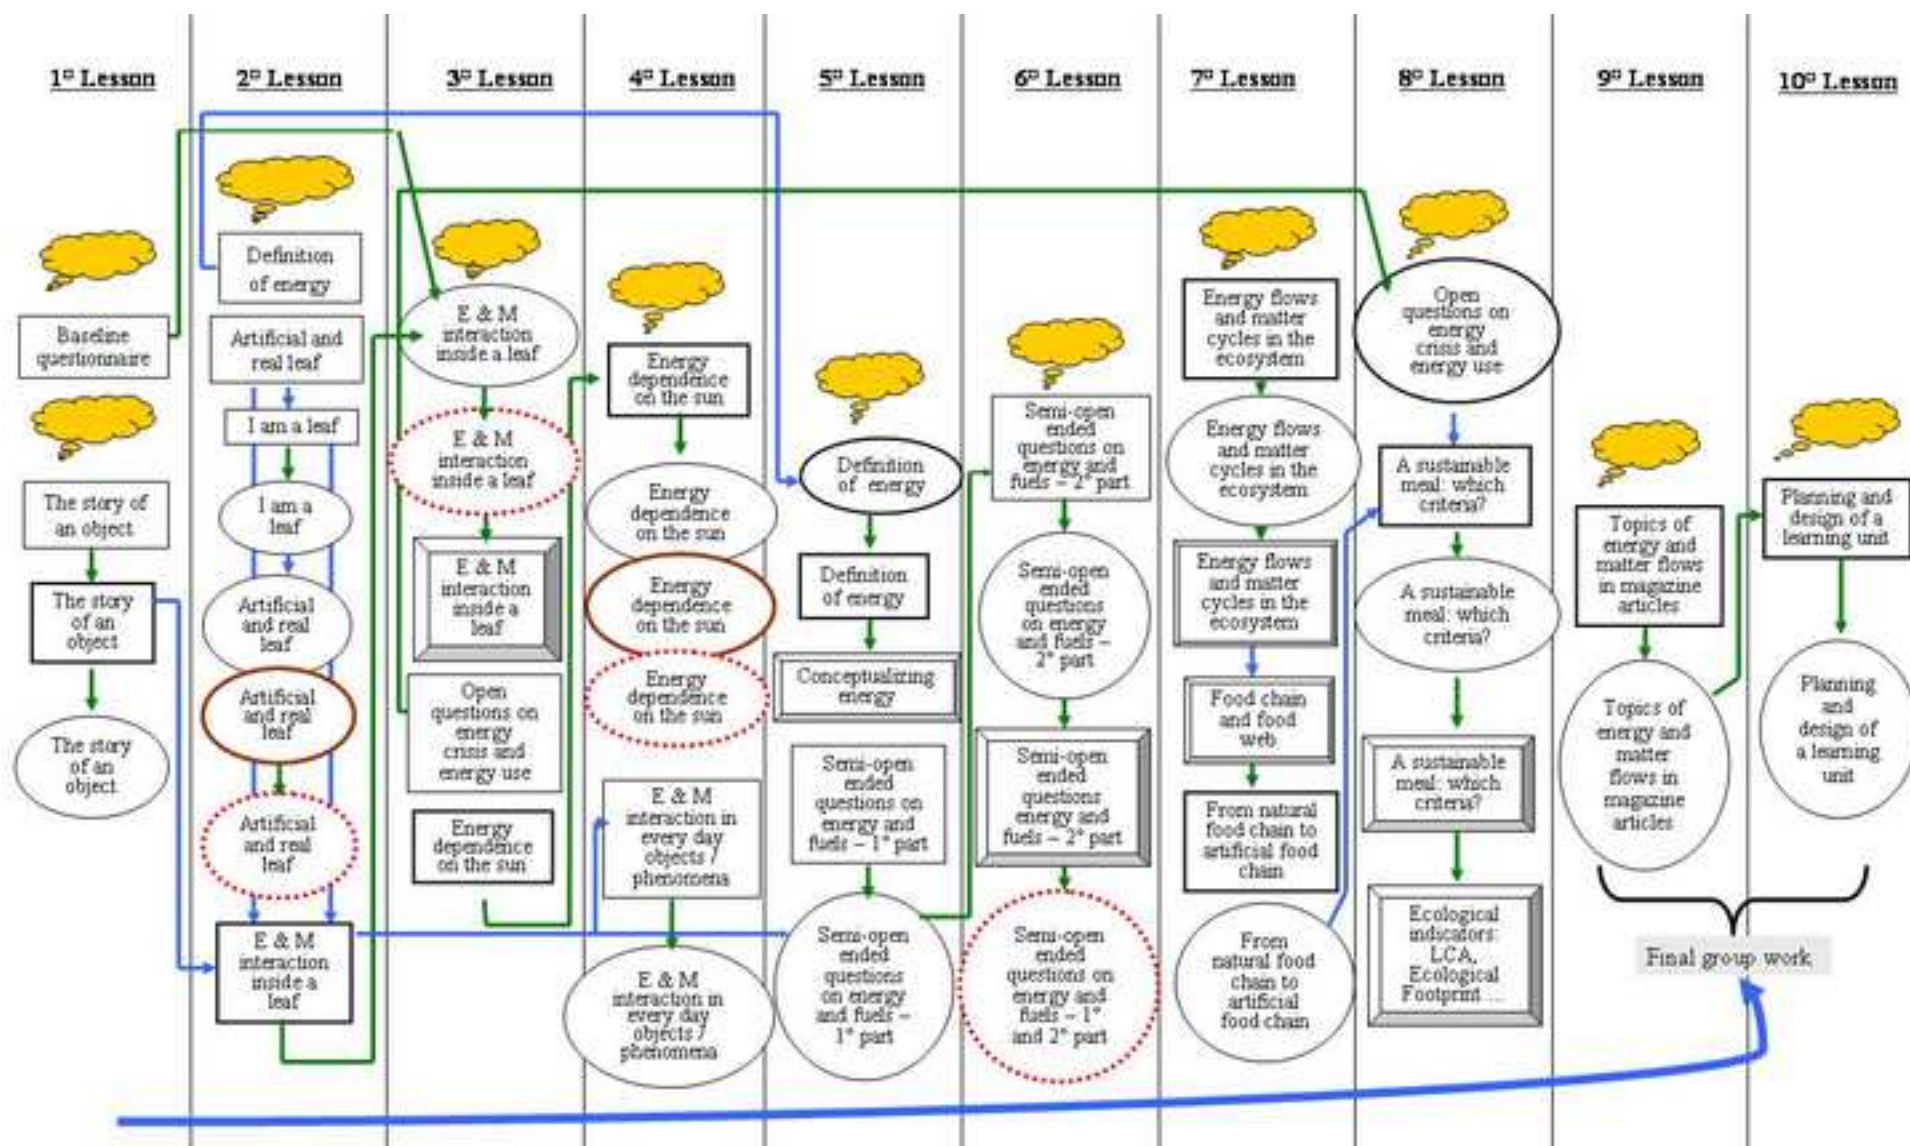 1º Lesson
2º Lesson
3º Lesson
4º Lesson
5º Lesson
6º Lesson
7º Lesson
8º Lesson
9º Lesson
10º Lesson
Baseline
questionnaire
The story of
an object
The story
of an
object
The story
of an
object
Definition
of energy
Artificial and
real leaf
I am a leaf
I am a
leaf
Artificial
and real
leaf
Artificial
and real
leaf
Artificial
and real
leaf
E & M
interaction
inside a
leaf
E & M
interaction
inside a leaf
E & M
interaction
inside a leaf
E & M
interaction
inside a
leaf
Open
questions on
energy
crisis and
energy use
Energy
dependence
on the sun
Energy
dependence
on the sun
Energy
dependence
on the sun
Energy
dependence
on the sun
Energy
dependence
on the sun
E & M
interaction in
every day
objects /
phenomena
E & M
interaction in
every day
objects /
phenomena
Definition
of energy
Definition
of energy
Conceptualizing
energy
Semi-open
ended
questions on
energy and
fuels – 1° part
Semi-open
ended
questions
on energy
and fuels –
1° part
Semi-open
ended
questions on
energy and
fuels – 2° part
Semi-open
ended
questions
on energy
and fuels –
2° part
Semi-open
ended
questions
energy and
fuels – 2° part
Semi-open
ended
questions on
energy and
fuels – 1°
and 2° part
Energy flows
and matter
cycles in the
ecosystem
Energy flows
and matter
cycles in the
ecosystem
Energy flows
and matter
cycles in the
ecosystem
Food chain
and food
web
From natural
food chain to
artificial food
chain
From
natural food
chain to
artificial
food chain
Open
questions on
energy
crisis and
energy use
A sustainable
meal: which
criteria?
A sustainable
meal: which
criteria?
A sustainable
meal: which
criteria?
Ecological
indicators:
LCA,
Ecological
Footprint ...
Topics of
energy and
matter flows
in magazine
articles
Topics of
energy and
matter
flows in
magazine
articles
Planning and
design of a
learning unit
Planning
and
design of
a learning
unit
Final group work